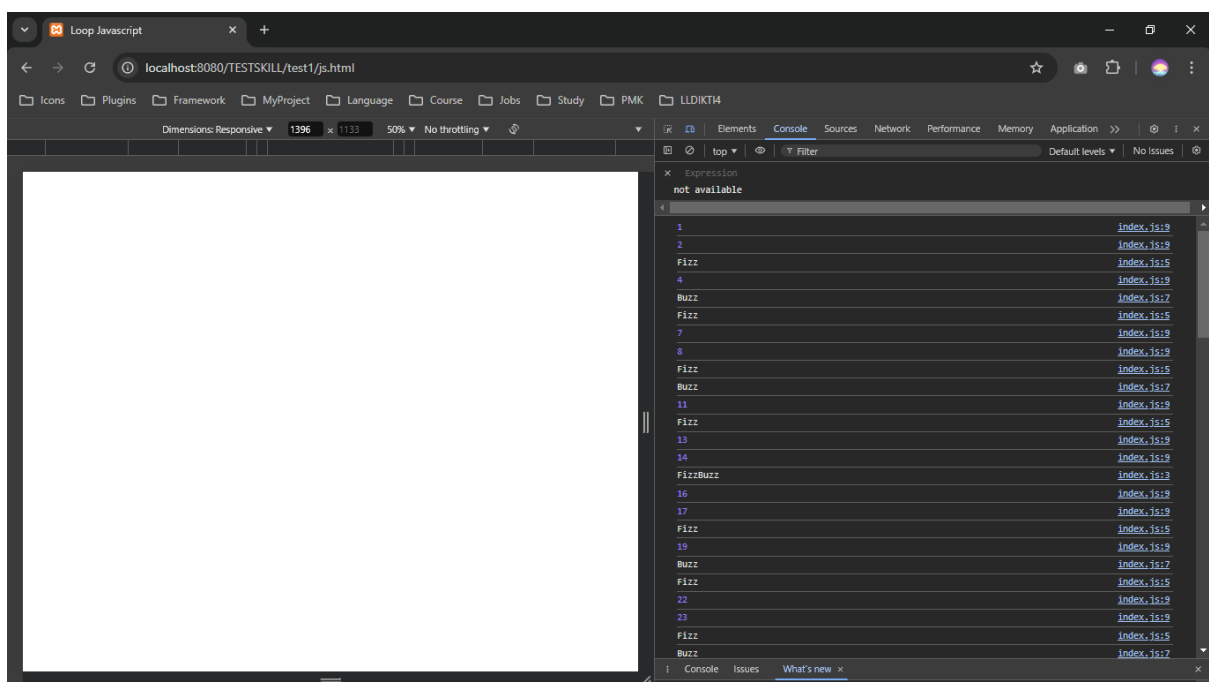 Loop Javascript
localhost:8080/TESTSKILL/test1/js.html
Icons Plugins Framework MyProject Language Course Jobs Study PMK LLDIKTI4
Dimensions: Responsive 1396 × 1133 50% No throttling
Elements Console Sources Network Performance Memory Application
top Filter Default levels No Issues
Expression
not available
1 index.js:9
2 index.js:9
Fizz index.js:5
4 index.js:9
Buzz index.js:7
Fizz index.js:5
7 index.js:9
8 index.js:9
Fizz index.js:5
Buzz index.js:7
11 index.js:9
Fizz index.js:5
13 index.js:9
14 index.js:9
FizzBuzz index.js:3
16 index.js:9
17 index.js:9
Fizz index.js:5
19 index.js:9
Buzz index.js:7
Fizz index.js:5
22 index.js:9
23 index.js:9
Fizz index.js:5
Buzz index.js:7
Console Issues What's new